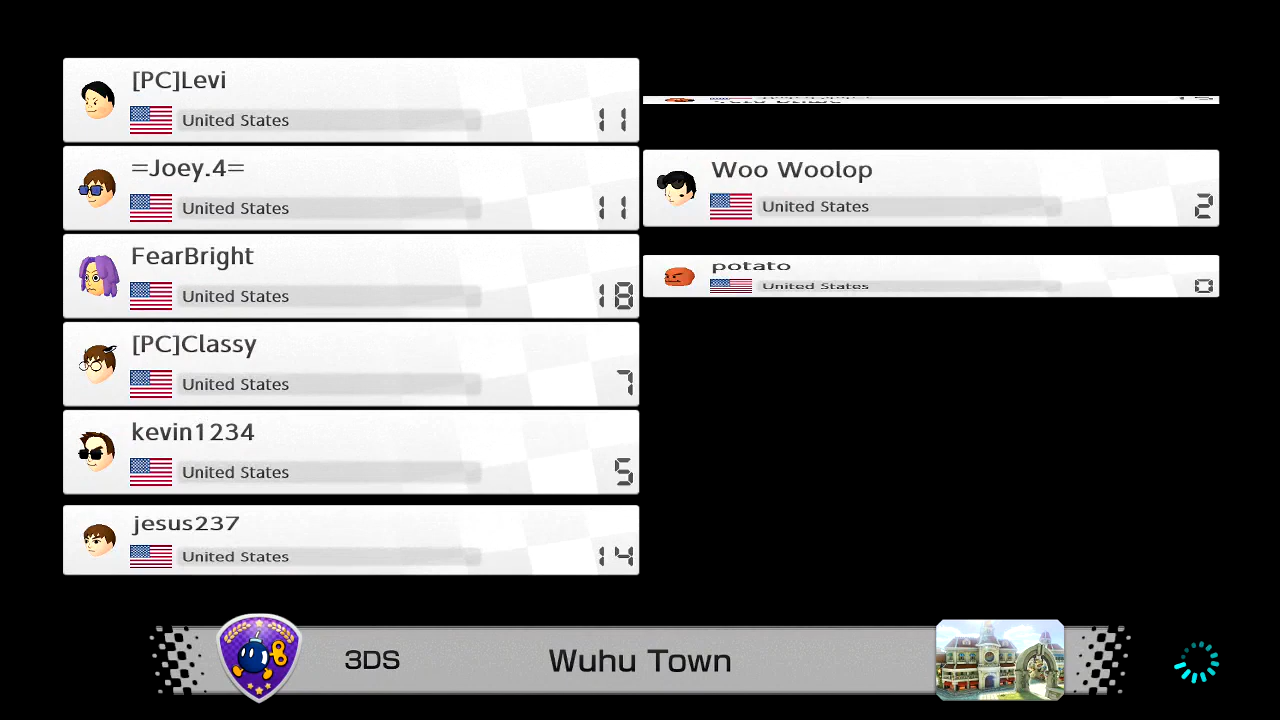 [PC]Levi
United States
11
=Joey.4=
United States
11
FearBright
United States
18
[PC]Classy
United States
7
kevin1234
United States
5
jesus237
United States
14
Woo Woolop
United States
2
potato
United States
0
3DS
Wuhu Town